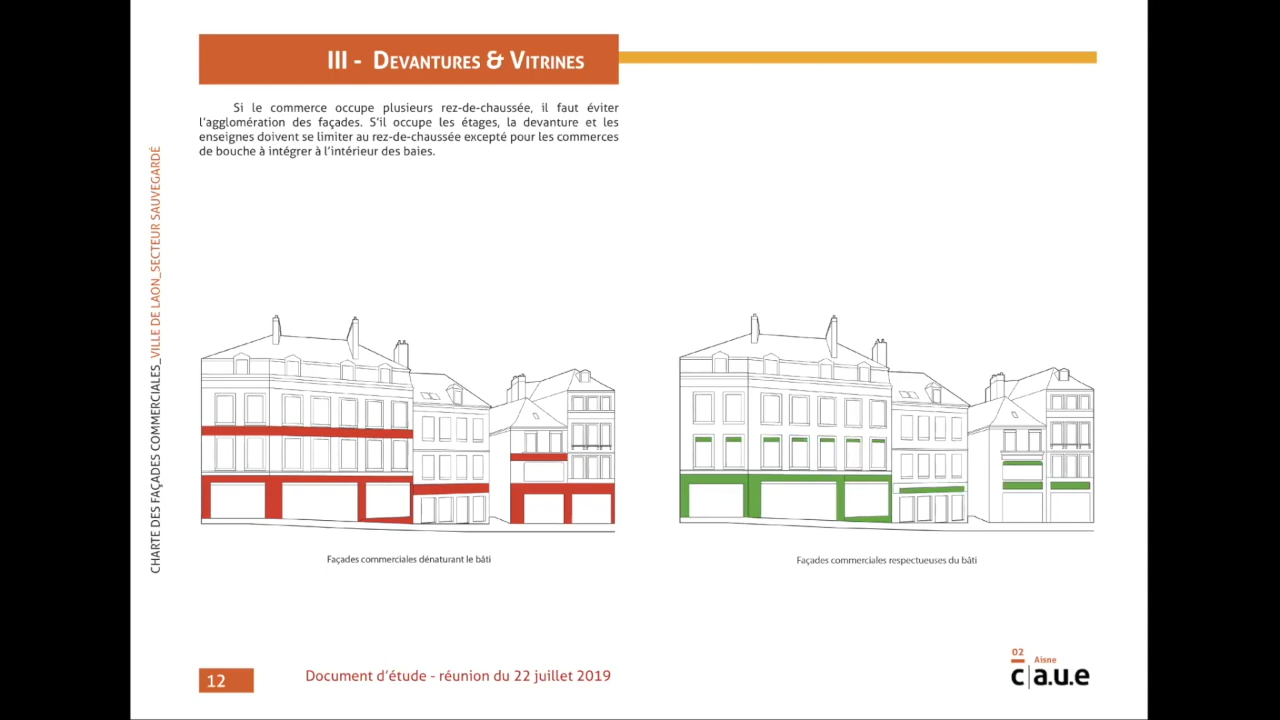 III - Devantures & Vitrines
Si le commerce occupe plusieurs rez-de-chaussée, il faut éviter
l'agglomération des façades. S'il occupe les étages, la devanture et les
enseignes doivent se limiter au rez-de-chaussée excepté pour les commerces
de bouche à intégrer à l'intérieur des baies.
CHARTE DES FAÇADES COMMERCIALES_VILLE DE LAON_SECTEUR SAUVEGARDÉ
Façades commerciales dénaturant le bâti
Façades commerciales respectueuses du bâti
12
Document d'étude - réunion du 22 juillet 2019
02
Aisne
c|a.u.e